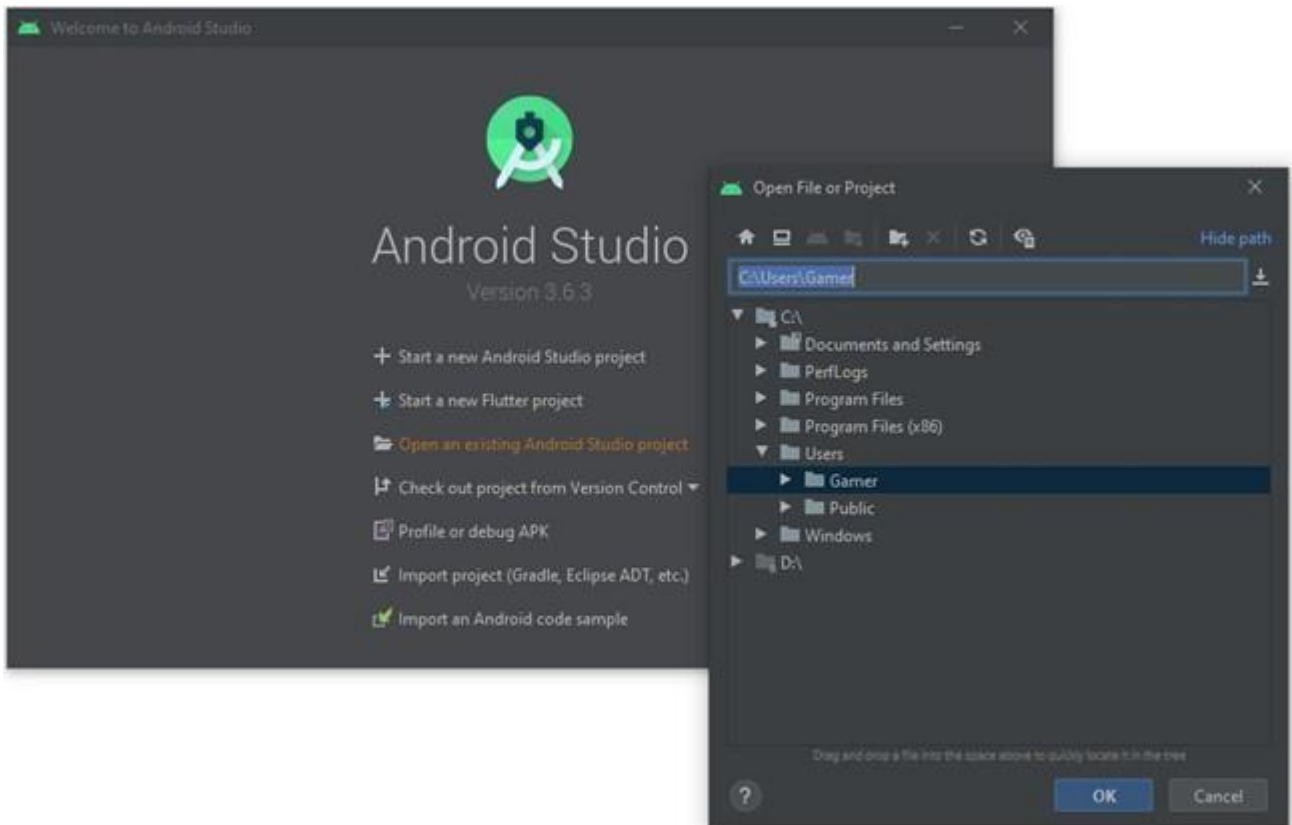 Welcome to Android Studio
Android Studio
Version 3.6.3
Start a new Android Studio project
Start a new Flutter project
Open an existing Android Studio project
Check out project from Version Control
Profile or debug APK
Import project (Gradle, Eclipse ADT, etc.)
Import an Android code sample
Open File or Project
Hide path
C:\Users\Gamer
C:\
Documents and Settings
PerfLogs
Program Files
Program Files (x86)
Users
Gamer
Public
Windows
D:\
Drag and drop a file into the space above to quickly locate it in the tree
?
OK
Cancel